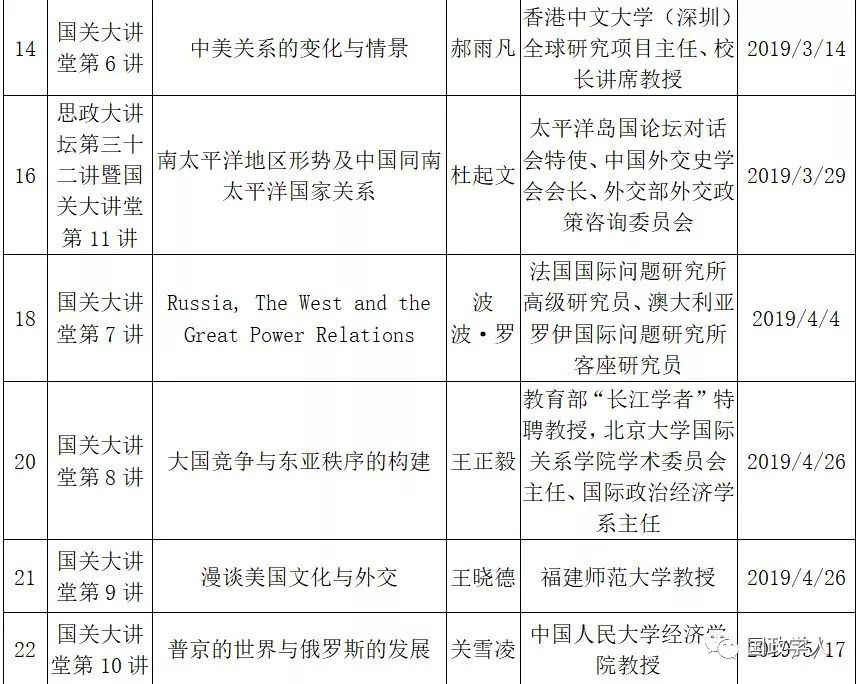 14
国关大讲
堂第 6 讲
中美关系的变化与情景
郝雨凡
香港中文大学（深圳）
全球研究项目主任、校
长讲席教授
2019/3/14
16
思政大讲
坛第三十
二讲暨国
关大讲堂
第 11 讲
南太平洋地区形势及中国同南
太平洋国家关系
杜起文
太平洋岛国论坛对话
会特使、中国外交史学
会会长、外交部外交政
策咨询委员会
2019/3/29
18
国关大讲
堂第 7 讲
Russia, The West and the
Great Power Relations
波
波·罗
法国国际问题研究所
高级研究员、澳大利亚
罗伊国际问题研究所
客座研究员
2019/4/4
20
国关大讲
堂第 8 讲
大国竞争与东亚秩序的构建
王正毅
教育部“长江学者”特
聘教授，北京大学国际
关系学院学术委员会
主任、国际政治经济学
系主任
2019/4/26
21
国关大讲
堂第 9 讲
漫谈美国文化与外交
王晓德
福建师范大学教授
2019/4/26
22
国关大讲
堂第 10 讲
普京的世界与俄罗斯的发展
关雪凌
中国人民大学经济学
院教授
2019/5/17
国政学人